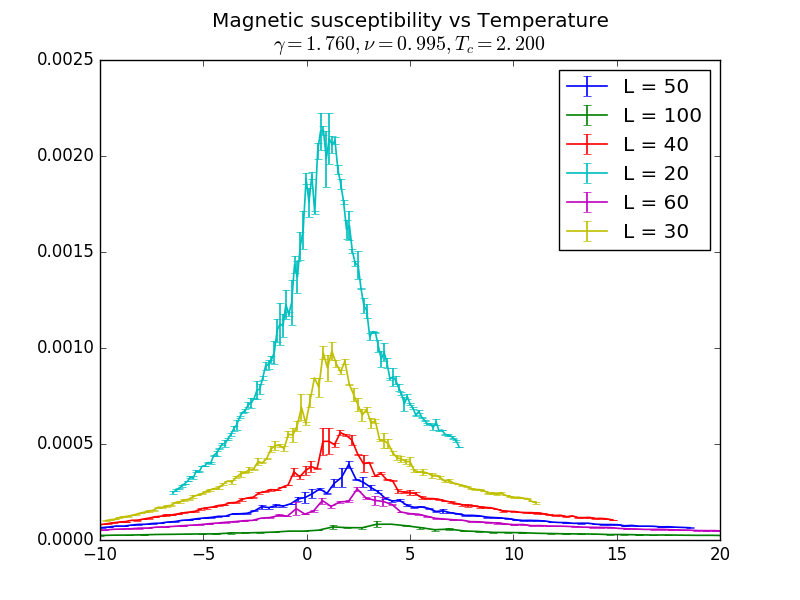 Magnetic susceptibility vs Temperature
γ = 1.760, ν = 0.995, T_c = 2.200
0.0025
0.0020
0.0015
0.0010
0.0005
0.0000
−10
−5
0
5
10
15
20
L = 50
L = 100
L = 40
L = 20
L = 60
L = 30